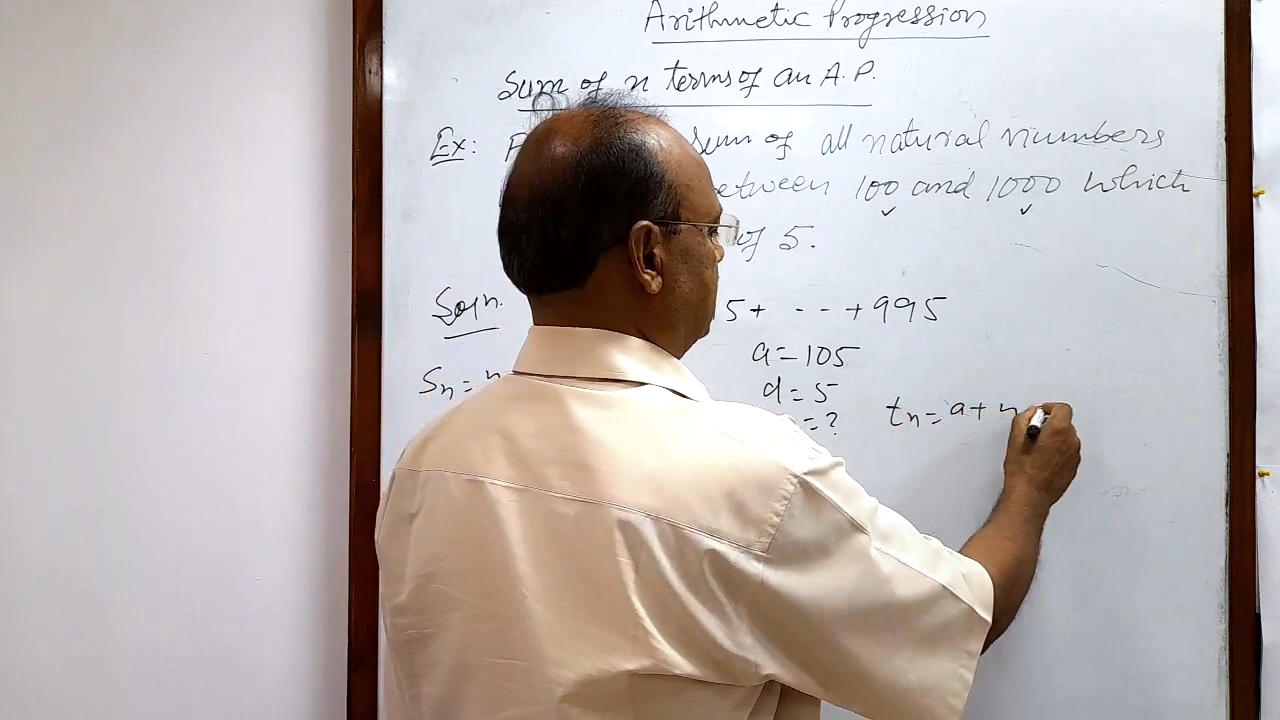 Arithmetic Progression
Sum of n terms of an A.P.
Ex: sum of all natural numbers
between 100 and 1000 which
of 5.
Soln. 5+ - - - +995
a=105
Sn= d=5
=? tn=a+n